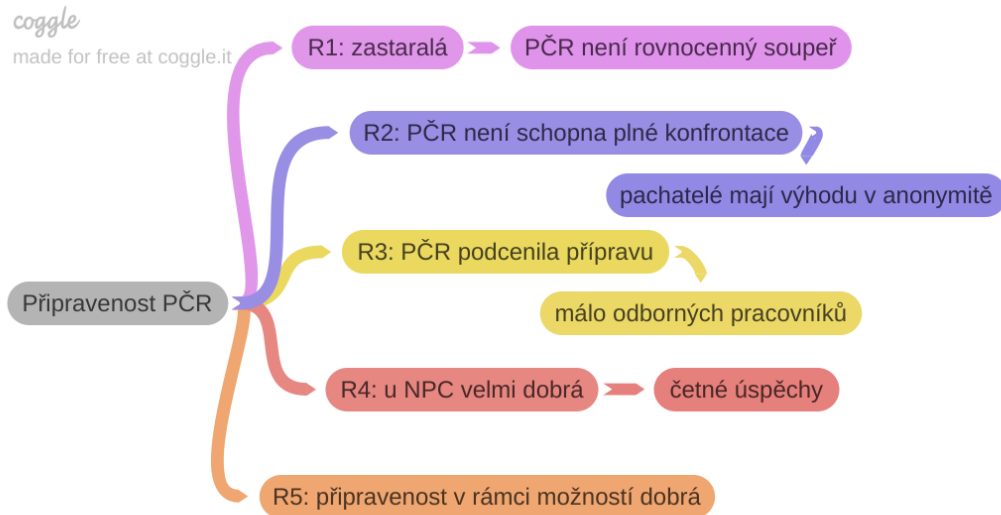 coggle
made for free at coggle.it
R1: zastaralá
PČR není rovnocenný soupeř
R2: PČR není schopna plné konfrontace
pachatelé mají výhodu v anonymitě
R3: PČR podcenila přípravu
málo odborných pracovníků
Připravenost PČR
R4: u NPC velmi dobrá
četné úspěchy
R5: připravenost v rámci možností dobrá